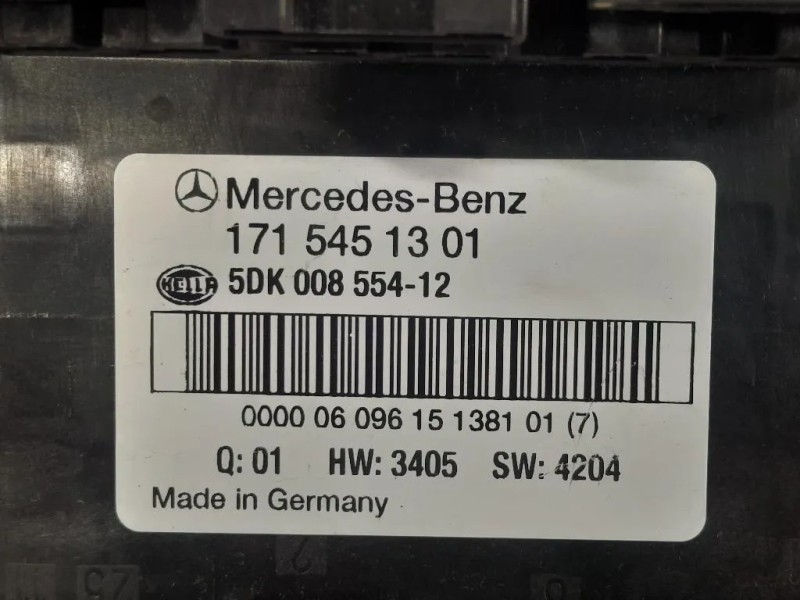 Mercedes-Benz
171 545 13 01
HELLA 5DK 008 554-12
0000 06 096 15 1381 01 (7)
Q: 01 HW: 3405 SW: 4204
Made in Germany
2